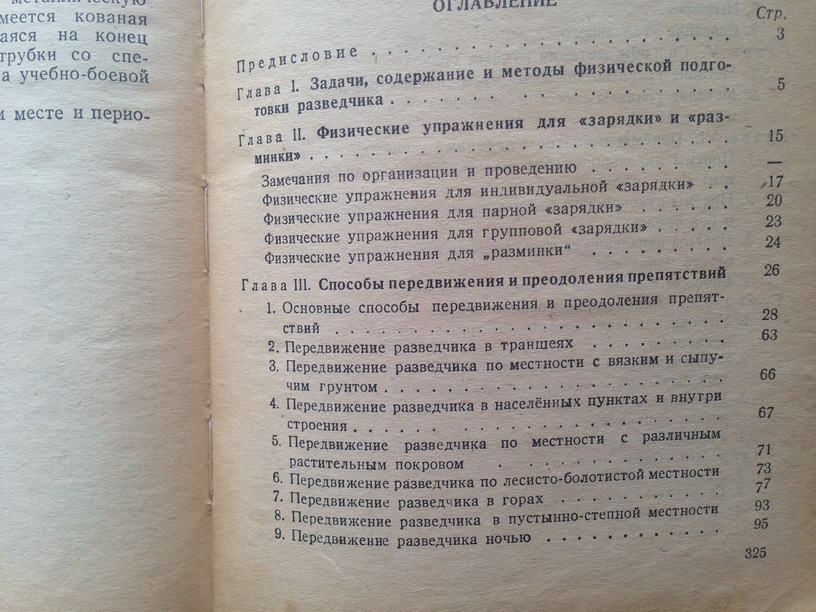 металлическую
меется кованая
аяся на конец
трубки со спе-
а учебно-боевой
и месте и перио-
ОГЛАВЛЕНИЕ
Стр.
Предисловие . . . . . . . . . . . . . . . . . . . . 3
Глава I. Задачи, содержание и методы физической подго-
товки разведчика . . . . . . . . . . . . . . . . 5
Глава II. Физические упражнения для «зарядки» и «раз-
минки» . . . . . . . . . . . . . . . . . . . . . 15
Замечания по организации и проведению . . . . . . . —
Физические упражнения для индивидуальной «зарядки» . . 17
Физические упражнения для парной «зарядки» . . . . . 20
Физические упражнения для групповой «зарядки» . . . . 23
Физические упражнения для „разминки“ . . . . . . . . 24
Глава III. Способы передвижения и преодоления препятствий 26
1. Основные способы передвижения и преодоления препят-
ствий . . . . . . . . . . . . . . . . . . . . . 28
2. Передвижение разведчика в траншеях . . . . . . . . 63
3. Передвижение разведчика по местности с вязким и сыпу-
чим грунтом . . . . . . . . . . . . . . . . . . 66
4. Передвижение разведчика в населённых пунктах и внутри
строения . . . . . . . . . . . . . . . . . . . . 67
5. Передвижение разведчика по местности с различным
растительным покровом . . . . . . . . . . . . . 71
6. Передвижение разведчика по лесисто-болотистой местности 73
7. Передвижение разведчика в горах . . . . . . . . . . 77
8. Передвижение разведчика в пустынно-степной местности 93
9. Передвижение разведчика ночью . . . . . . . . . . . 95
325